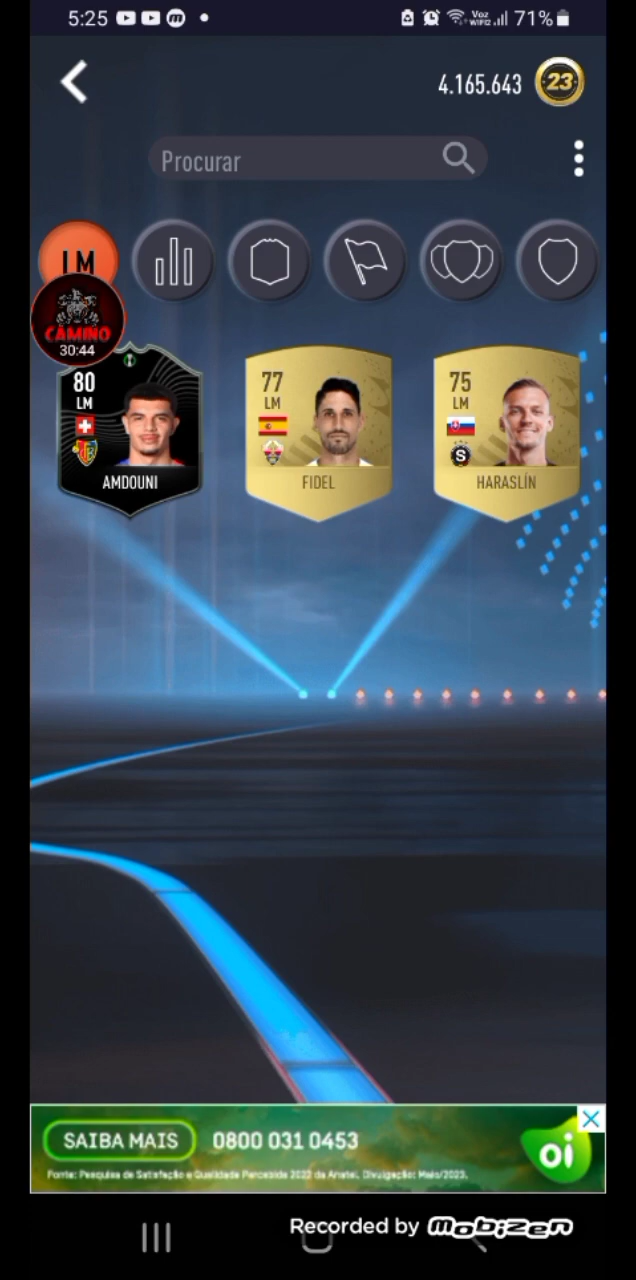 5:25
Voz
WIFI2
71%
4.165.643
23
Procurar
LM
CAMINO
30:44
80
LM
AMDOUNI
77
LM
FIDEL
75
LM
S
HARASLÍN
SAIBA MAIS
0800 031 0453
oi
Fonte: Pesquisa de Satisfação e Qualidade Percebida 2022 da Anatel. Divulgação: Maio/2023.
Recorded by Mobizen